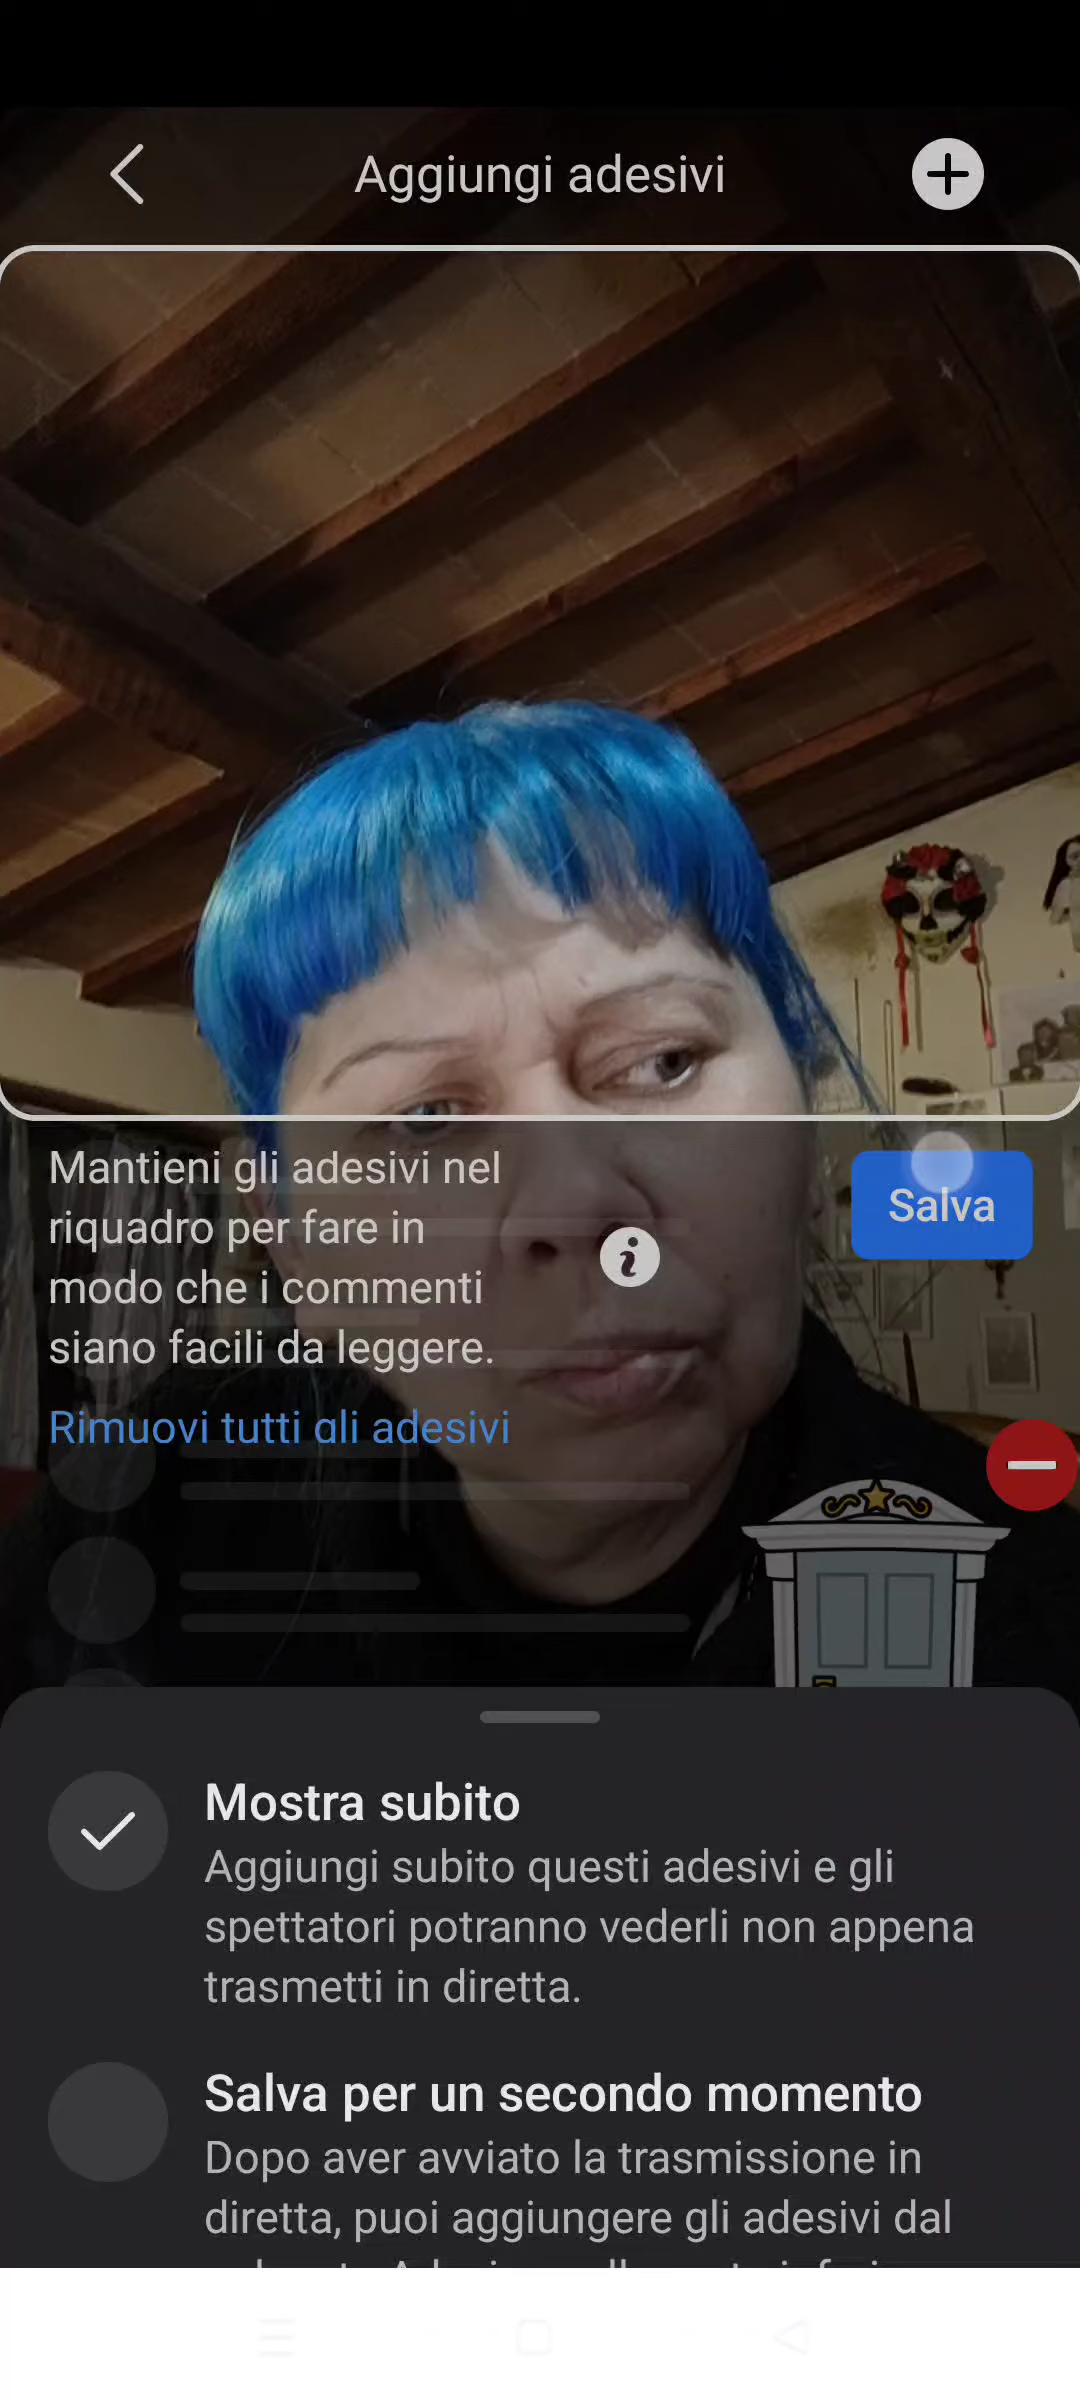 Aggiungi adesivi
Mantieni gli adesivi nel
riquadro per fare in
modo che i commenti
siano facili da leggere.
Salva
Rimuovi tutti gli adesivi
Mostra subito
Aggiungi subito questi adesivi e gli
spettatori potranno vederli non appena
trasmetti in diretta.
Salva per un secondo momento
Dopo aver avviato la trasmissione in
diretta, puoi aggiungere gli adesivi dal